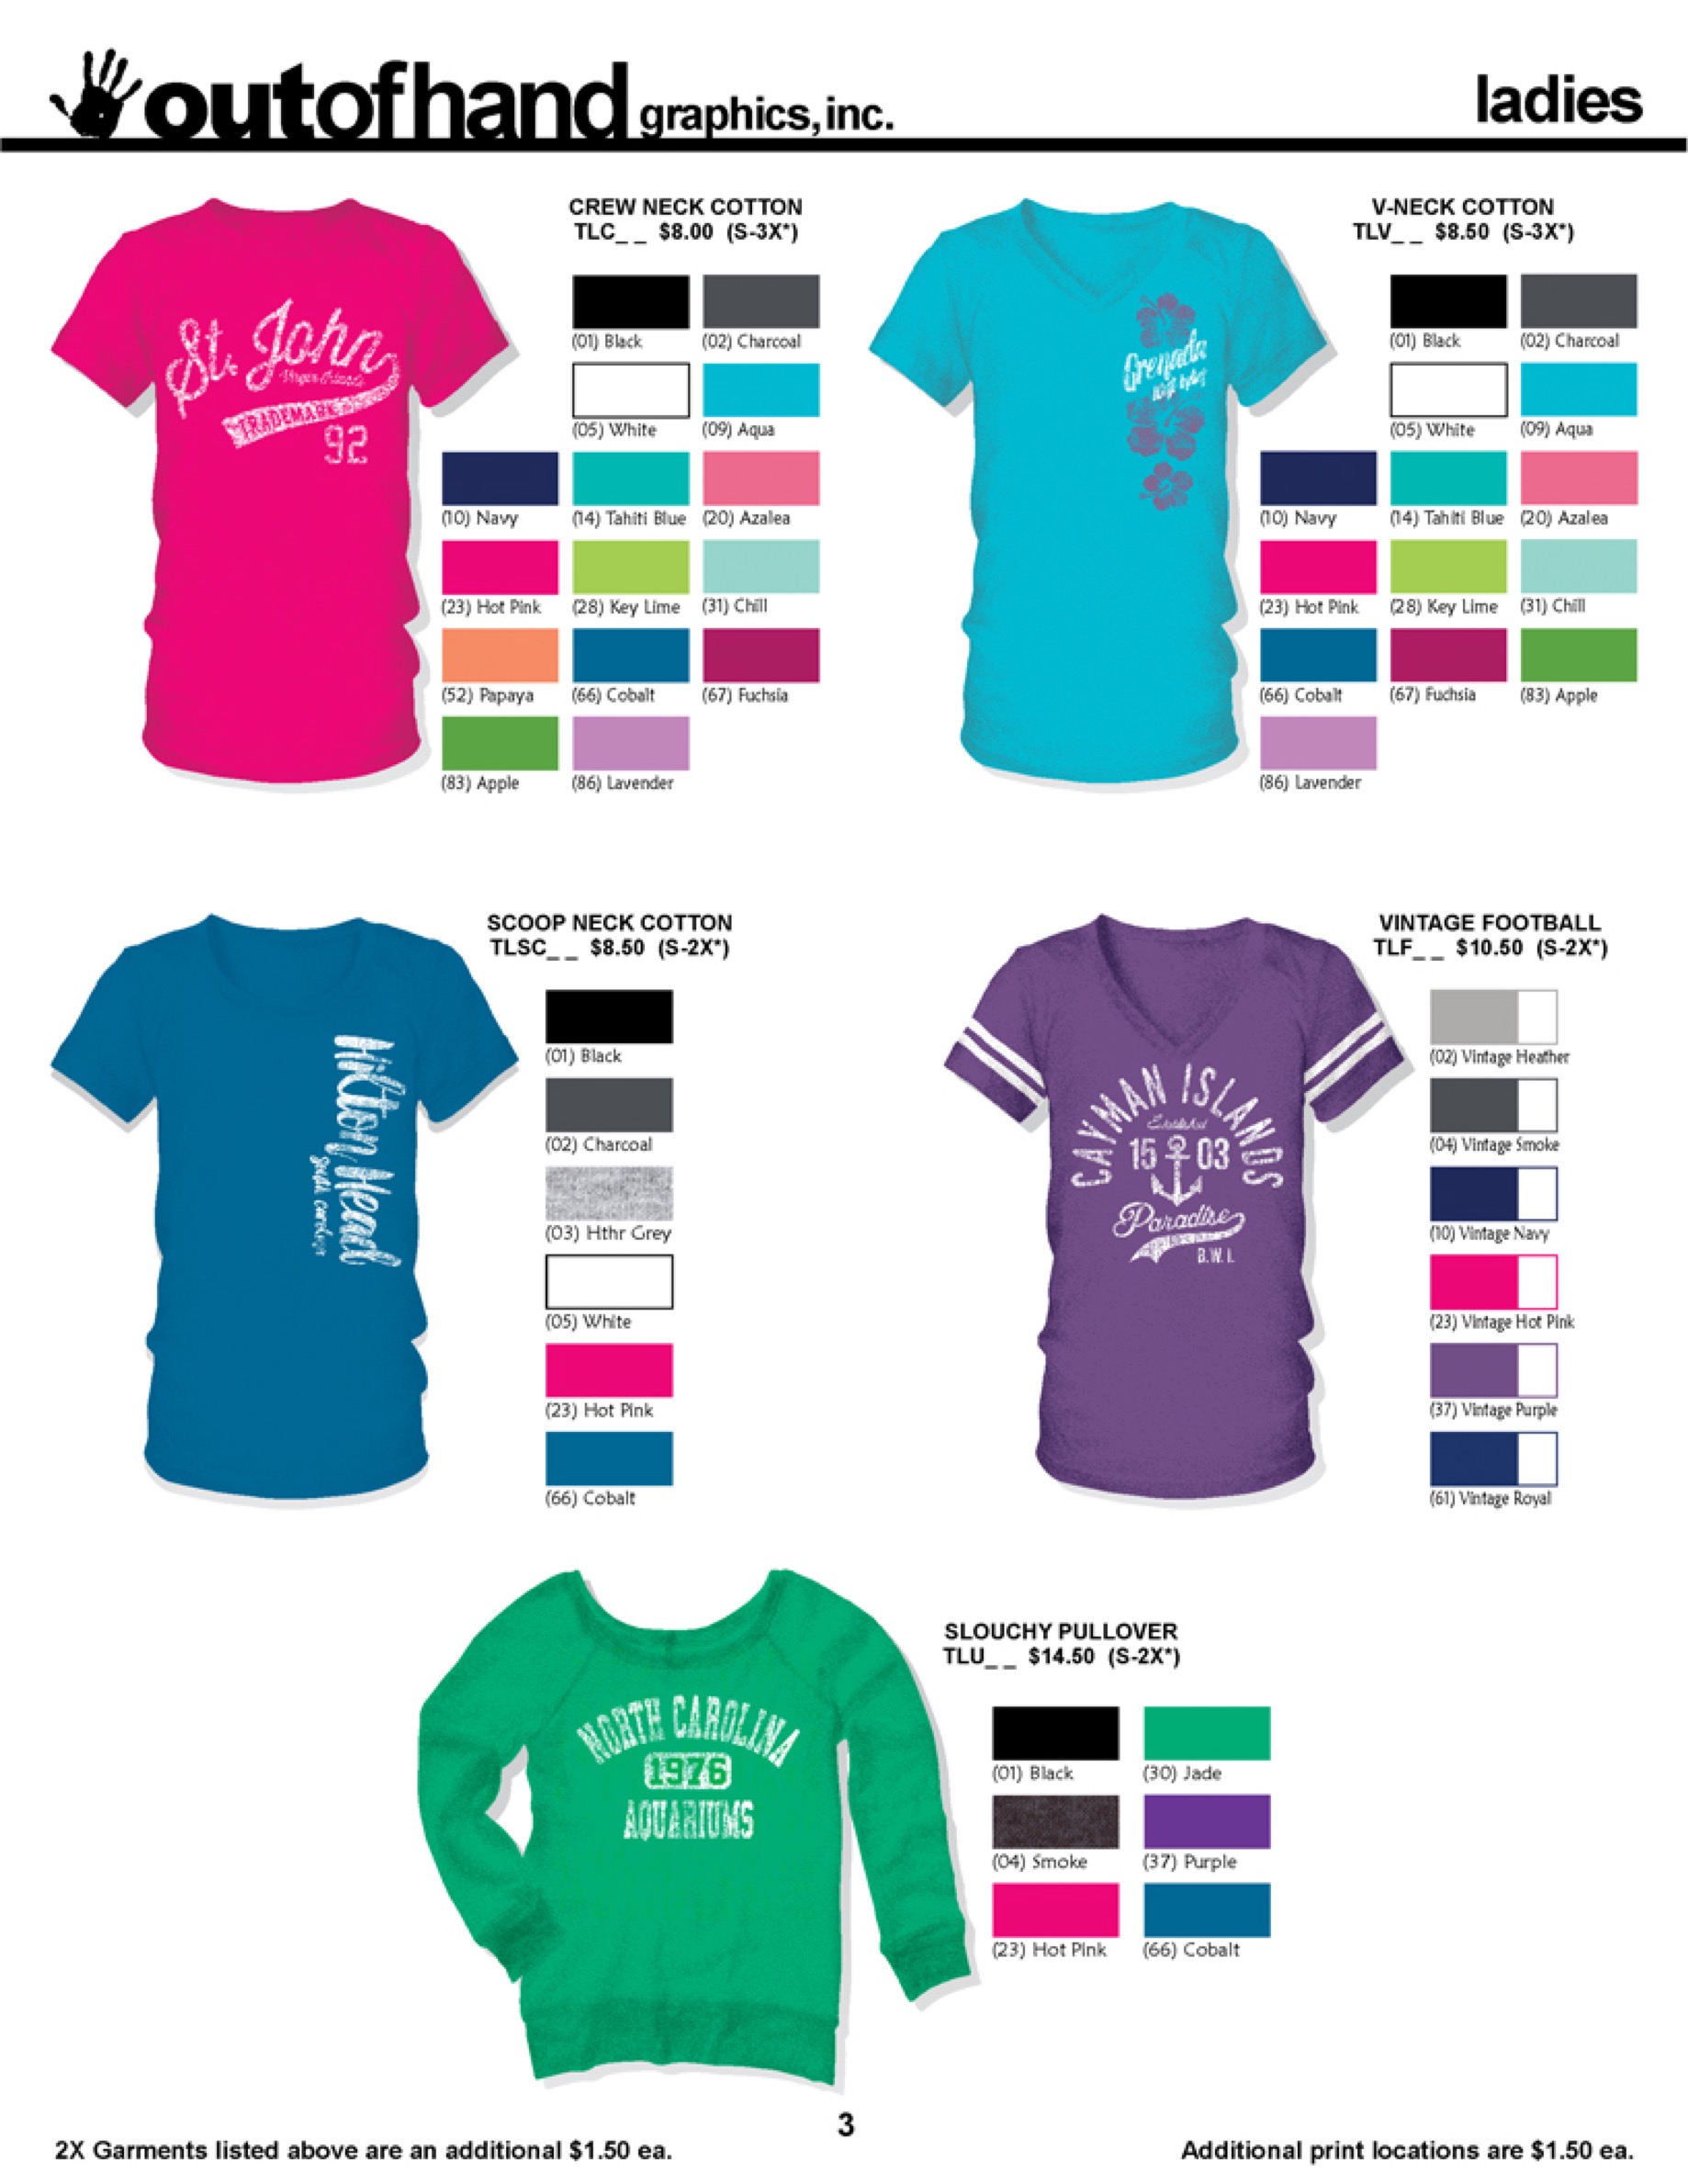 outofhand graphics, inc.
ladies
CREW NECK COTTON
TLC_ _ $8.00 (S-3X*)
St. John
Virgin Islands
TRADEMARK
92
(01) Black
(02) Charcoal
(05) White
(09) Aqua
(10) Navy
(14) Tahiti Blue
(20) Azalea
(23) Hot Pink
(28) Key Lime
(31) Chill
(52) Papaya
(66) Cobalt
(67) Fuchsia
(83) Apple
(86) Lavender
V-NECK COTTON
TLV_ _ $8.50 (S-3X*)
Grenada
West Indies
(01) Black
(02) Charcoal
(05) White
(09) Aqua
(10) Navy
(14) Tahiti Blue
(20) Azalea
(23) Hot Pink
(28) Key Lime
(31) Chill
(66) Cobalt
(67) Fuchsia
(83) Apple
(86) Lavender
SCOOP NECK COTTON
TLSC_ _ $8.50 (S-2X*)
Hilton Head
South Carolina
(01) Black
(02) Charcoal
(03) Hthr Grey
(05) White
(23) Hot Pink
(66) Cobalt
VINTAGE FOOTBALL
TLF_ _ $10.50 (S-2X*)
CAYMAN ISLANDS
Established
15 03
Paradise
B.W.I.
(02) Vintage Heather
(04) Vintage Smoke
(10) Vintage Navy
(23) Vintage Hot Pink
(37) Vintage Purple
(61) Vintage Royal
SLOUCHY PULLOVER
TLU_ _ $14.50 (S-2X*)
NORTH CAROLINA
1976
AQUARIUMS
(01) Black
(30) Jade
(04) Smoke
(37) Purple
(23) Hot Pink
(66) Cobalt
3
2X Garments listed above are an additional $1.50 ea.
Additional print locations are $1.50 ea.